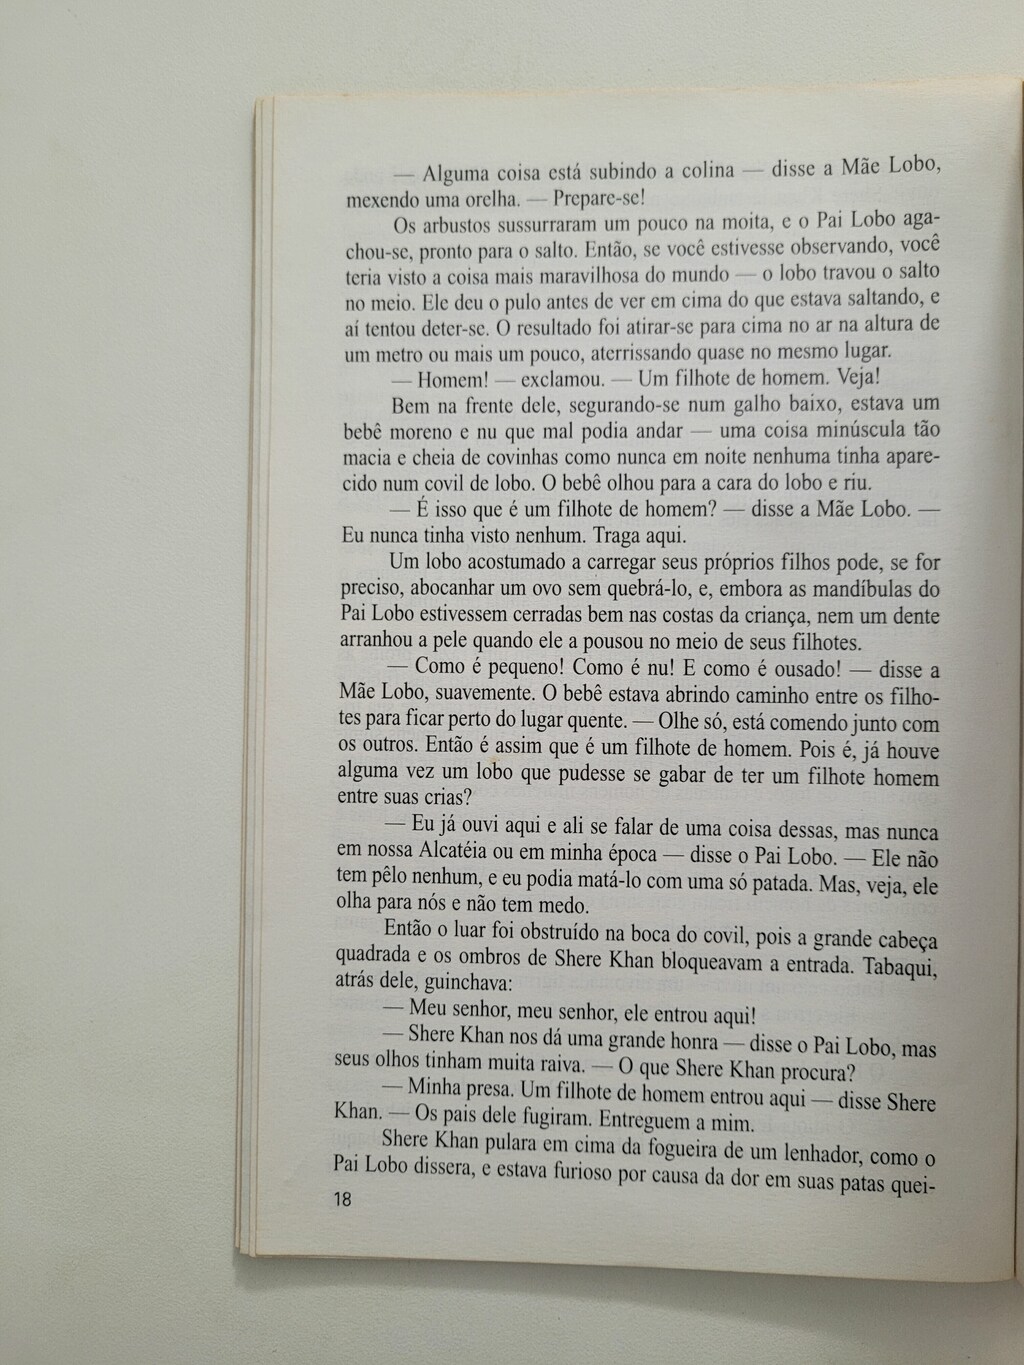 — Alguma coisa está subindo a colina — disse a Mãe Lobo,
mexendo uma orelha. — Prepare-se!
Os arbustos sussurraram um pouco na moita, e o Pai Lobo aga-
chou-se, pronto para o salto. Então, se você estivesse observando, você
teria visto a coisa mais maravilhosa do mundo — o lobo travou o salto
no meio. Ele deu o pulo antes de ver em cima do que estava saltando, e
aí tentou deter-se. O resultado foi atirar-se para cima no ar na altura de
um metro ou mais um pouco, aterrissando quase no mesmo lugar.
— Homem! — exclamou. — Um filhote de homem. Veja!
Bem na frente dele, segurando-se num galho baixo, estava um
bebê moreno e nu que mal podia andar — uma coisa minúscula tão
macia e cheia de covinhas como nunca em noite nenhuma tinha apare-
cido num covil de lobo. O bebê olhou para a cara do lobo e riu.
— É isso que é um filhote de homem? — disse a Mãe Lobo. —
Eu nunca tinha visto nenhum. Traga aqui.
Um lobo acostumado a carregar seus próprios filhos pode, se for
preciso, abocanhar um ovo sem quebrá-lo, e, embora as mandíbulas do
Pai Lobo estivessem cerradas bem nas costas da criança, nem um dente
arranhou a pele quando ele a pousou no meio de seus filhotes.
— Como é pequeno! Como é nu! E como é ousado! — disse a
Mãe Lobo, suavemente. O bebê estava abrindo caminho entre os filho-
tes para ficar perto do lugar quente. — Olhe só, está comendo junto com
os outros. Então é assim que é um filhote de homem. Pois é, já houve
alguma vez um lobo que pudesse se gabar de ter um filhote homem
entre suas crias?
— Eu já ouvi aqui e ali se falar de uma coisa dessas, mas nunca
em nossa Alcatéia ou em minha época — disse o Pai Lobo. — Ele não
tem pêlo nenhum, e eu podia matá-lo com uma só patada. Mas, veja, ele
olha para nós e não tem medo.
Então o luar foi obstruído na boca do covil, pois a grande cabeça
quadrada e os ombros de Shere Khan bloqueavam a entrada. Tabaqui,
atrás dele, guinchava:
— Meu senhor, meu senhor, ele entrou aqui!
— Shere Khan nos dá uma grande honra — disse o Pai Lobo, mas
seus olhos tinham muita raiva. — O que Shere Khan procura?
— Minha presa. Um filhote de homem entrou aqui — disse Shere
Khan. — Os pais dele fugiram. Entreguem a mim.
Shere Khan pulara em cima da fogueira de um lenhador, como o
Pai Lobo dissera, e estava furioso por causa da dor em suas patas quei-
18